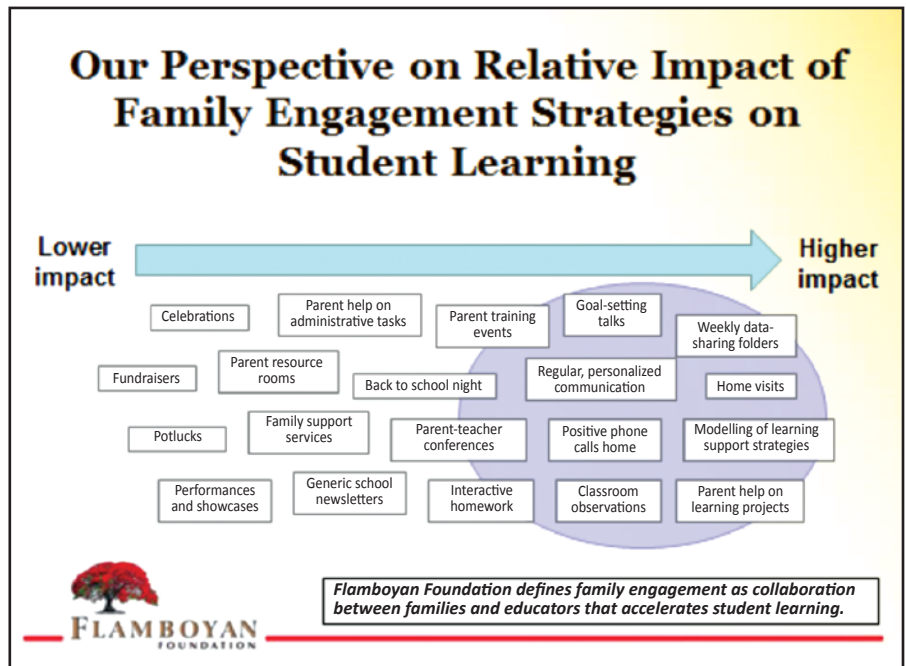 Our Perspective on Relative Impact of
Family Engagement Strategies on
Student Learning
Lower
impact
Higher
impact
Celebrations
Parent help on
administrative tasks
Parent training
events
Goal-setting
talks
Weekly data-
sharing folders
Fundraisers
Parent resource
rooms
Back to school night
Regular, personalized
communication
Home visits
Potlucks
Family support
services
Parent-teacher
conferences
Positive phone
calls home
Modelling of learning
support strategies
Performances
and showcases
Generic school
newsletters
Interactive
homework
Classroom
observations
Parent help on
learning projects
Flamboyan Foundation defines family engagement as collaboration
between families and educators that accelerates student learning.
FLAMBOYAN
FOUNDATION